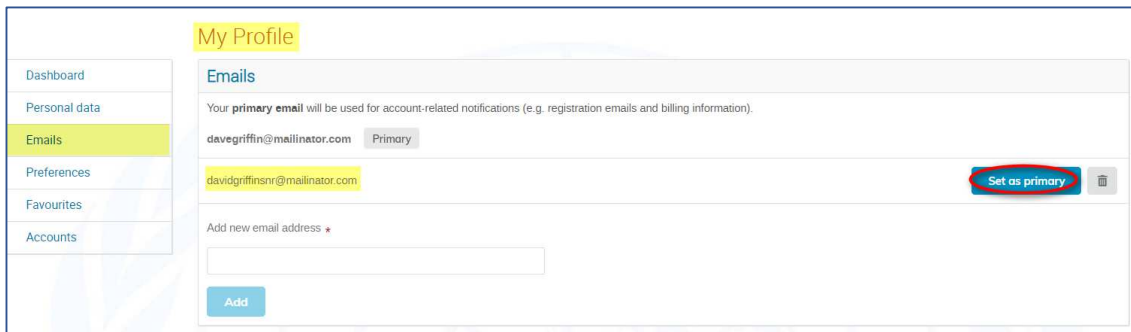 My Profile
Dashboard
Personal data
Emails
Preferences
Favourites
Accounts
Emails
Your primary email will be used for account-related notifications (e.g. registration emails and billing information).
davegriffin@mailinator.com Primary
davidgriffinsnr@mailinator.com Set as primary
Add new email address *
Add